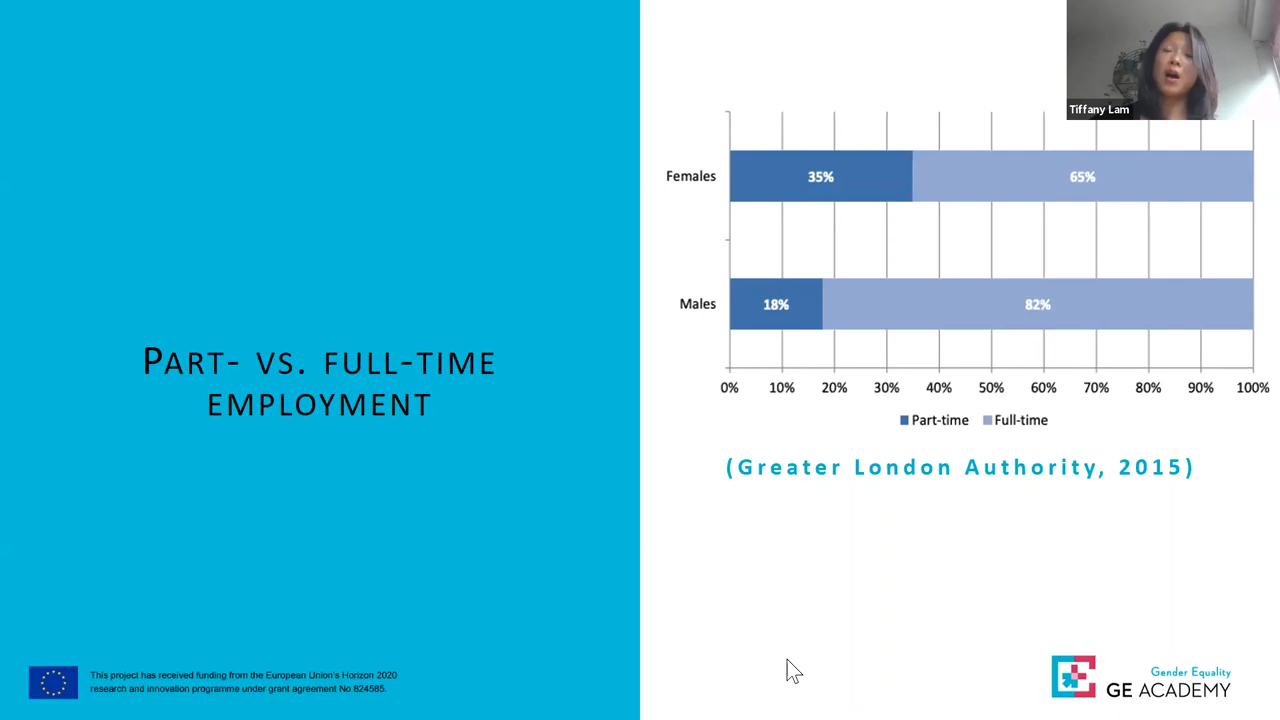 PART- VS. FULL-TIME
EMPLOYMENT
This project has received funding from the European Union's Horizon 2020
research and innovation programme under grant agreement No 824585.
Tiffany Lam
Females
35%
65%
Males
18%
82%
0% 10% 20% 30% 40% 50% 60% 70% 80% 90% 100%
Part-time Full-time
(Greater London Authority, 2015)
Gender Equality
GE ACADEMY